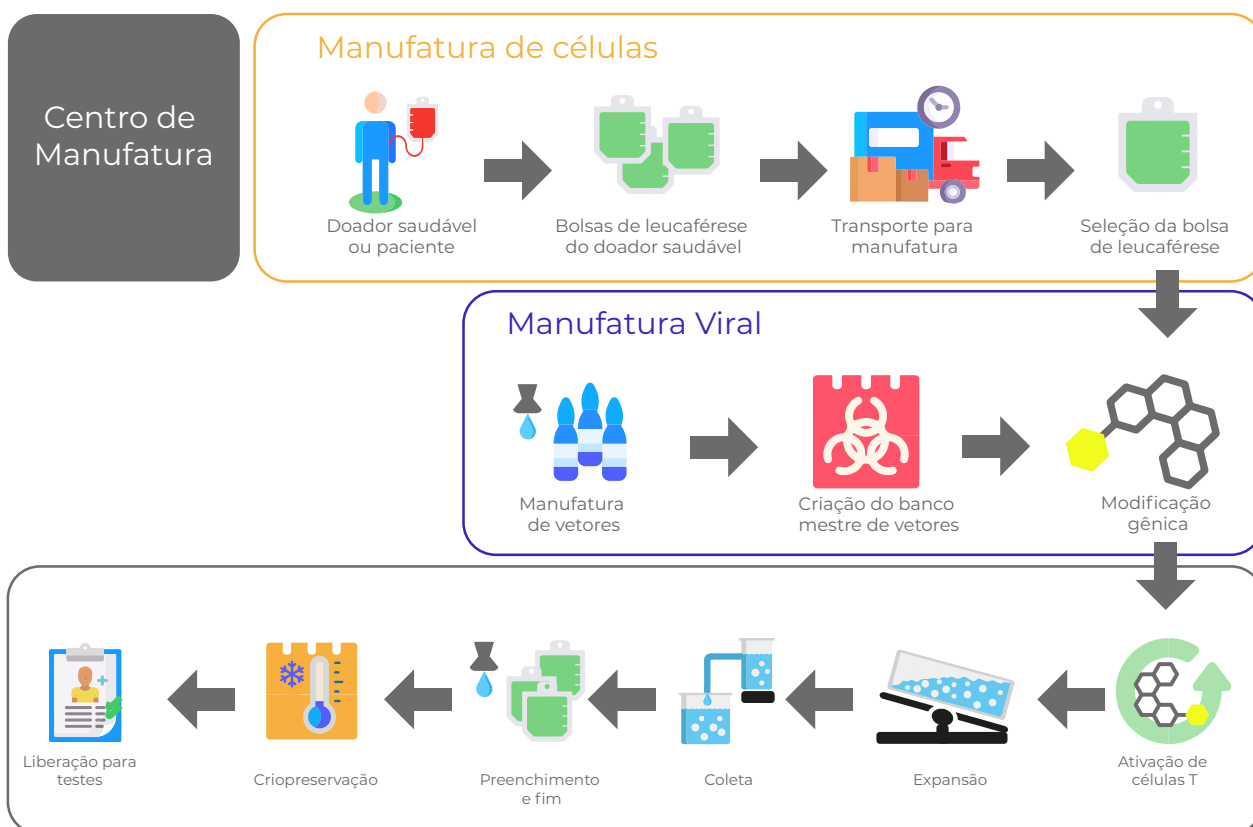 Centro de
Manufatura
Manufatura de células
Doador saudável
ou paciente
Bolsas de leucaférese
do doador saudável
Transporte para
manufatura
Seleção da bolsa
de leucaférese
Manufatura Viral
Manufatura
de vetores
Criação do banco
mestre de vetores
Modificação
gênica
Liberação para
testes
Criopreservação
Preenchimento
e fim
Coleta
Expansão
Ativação de
células T